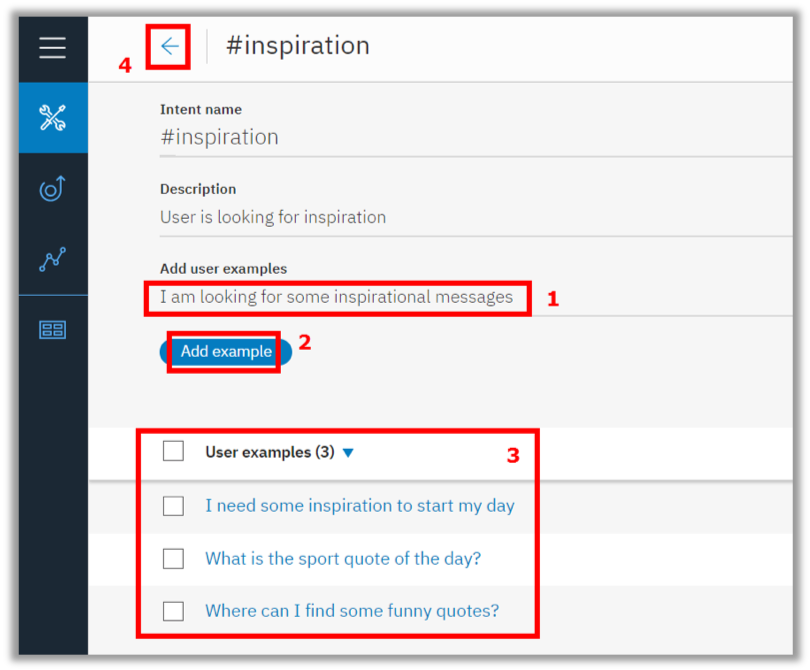 4
#inspiration
Intent name
#inspiration
Description
User is looking for inspiration
Add user examples
I am looking for some inspirational messages 1
Add example 2
User examples (3) ▼ 3
I need some inspiration to start my day
What is the sport quote of the day?
Where can I find some funny quotes?